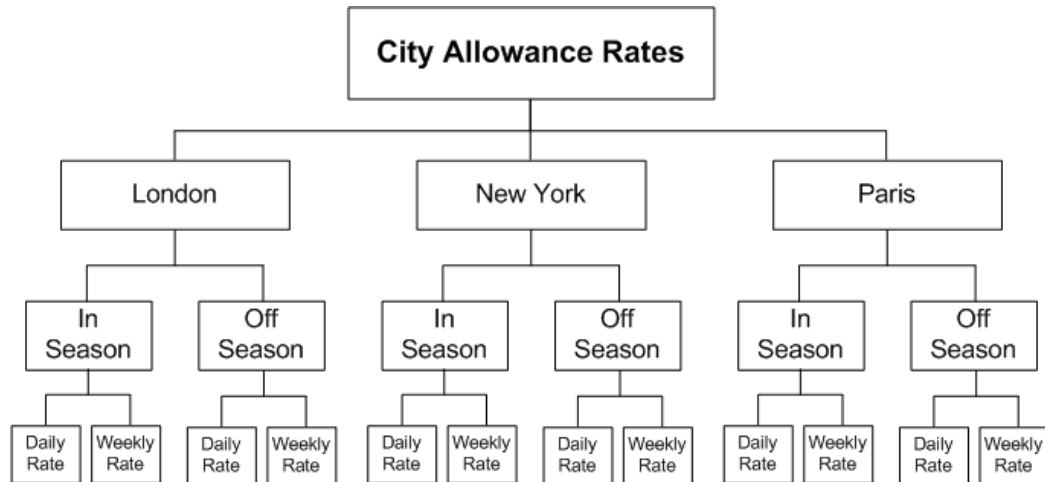 City Allowance Rates
London
New York
Paris
In
Season
Off
Season
In
Season
Off
Season
In
Season
Off
Season
Daily
Rate
Weekly
Rate
Daily
Rate
Weekly
Rate
Daily
Rate
Weekly
Rate
Daily
Rate
Weekly
Rate
Daily
Rate
Weekly
Rate
Daily
Rate
Weekly
Rate